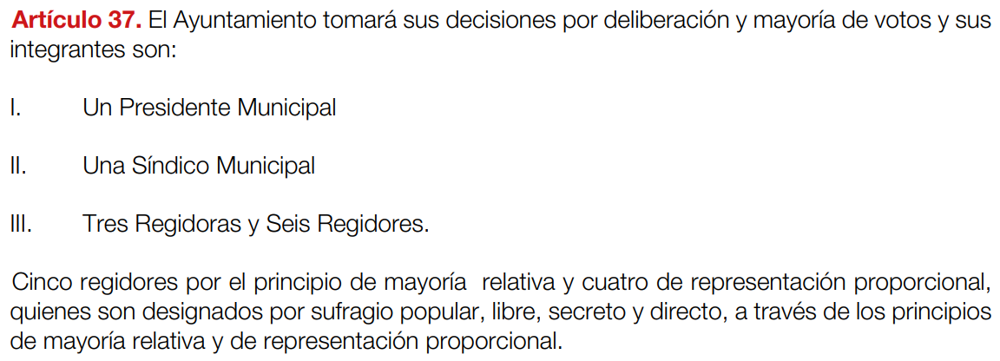 Artículo 37. El Ayuntamiento tomará sus decisiones por deliberación y mayoría de votos y sus
integrantes son:
I. Un Presidente Municipal
II. Una Síndico Municipal
III. Tres Regidoras y Seis Regidores.
Cinco regidores por el principio de mayoría relativa y cuatro de representación proporcional,
quienes son designados por sufragio popular, libre, secreto y directo, a través de los principios
de mayoría relativa y de representación proporcional.